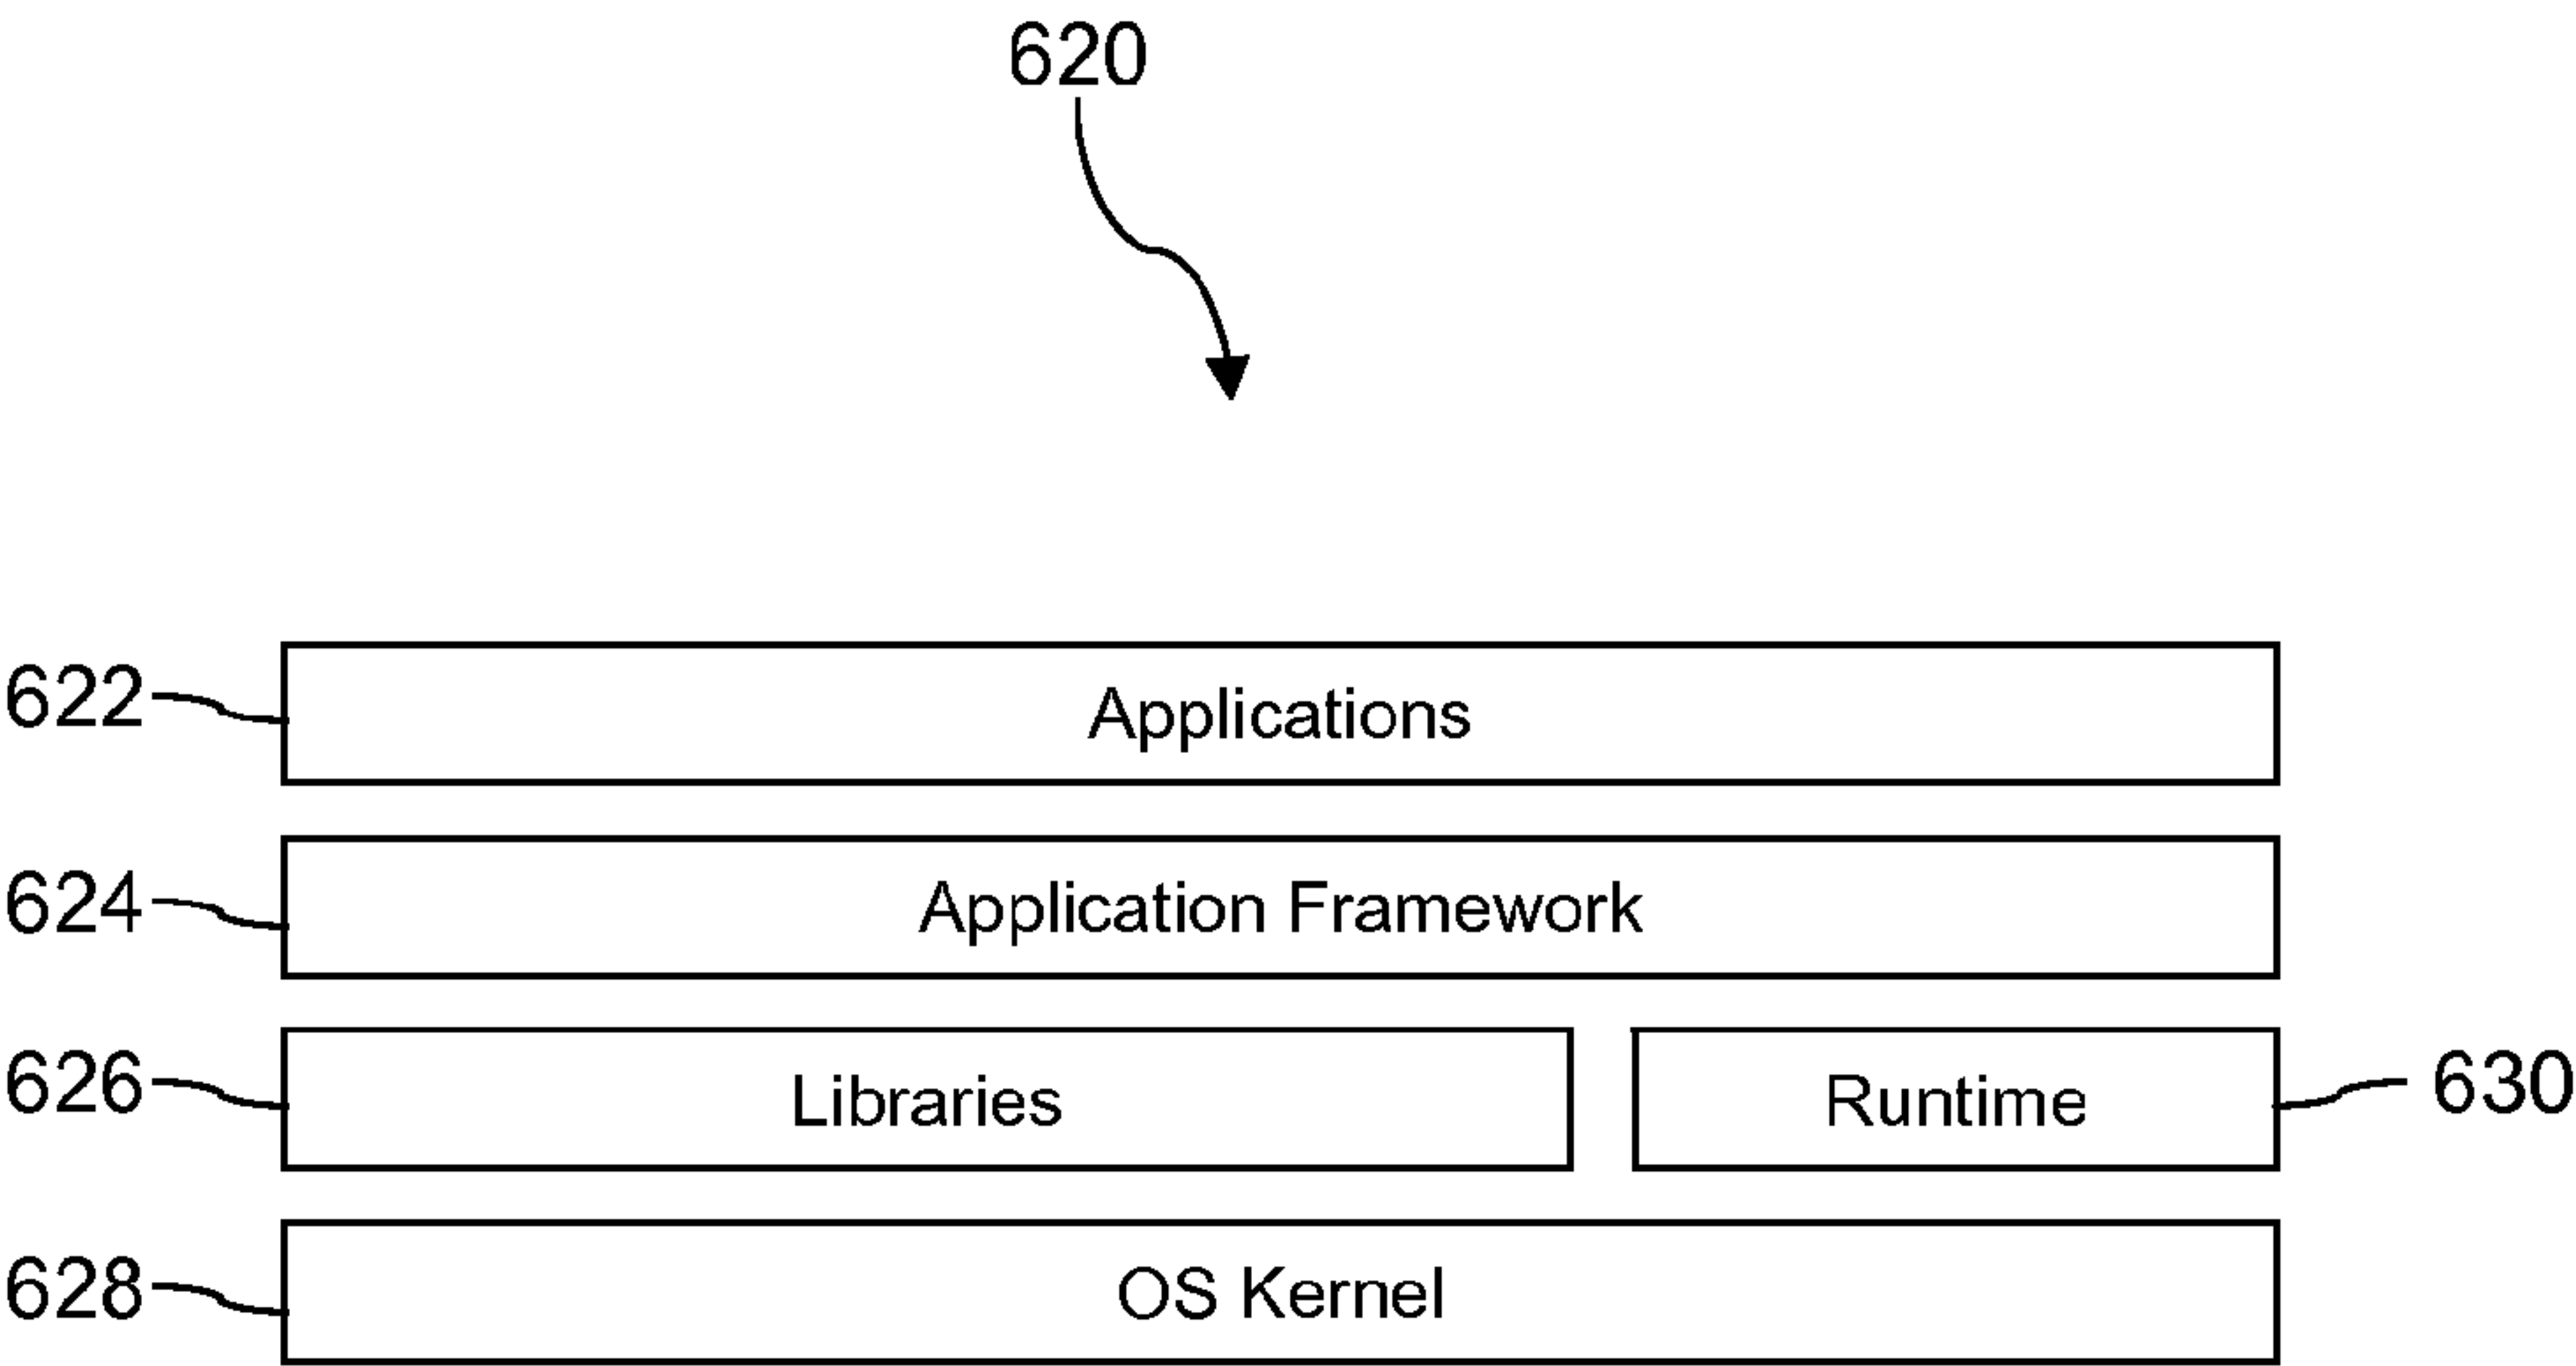 620
622
Applications
624
Application Framework
626
Libraries
Runtime
630
628
OS Kernel